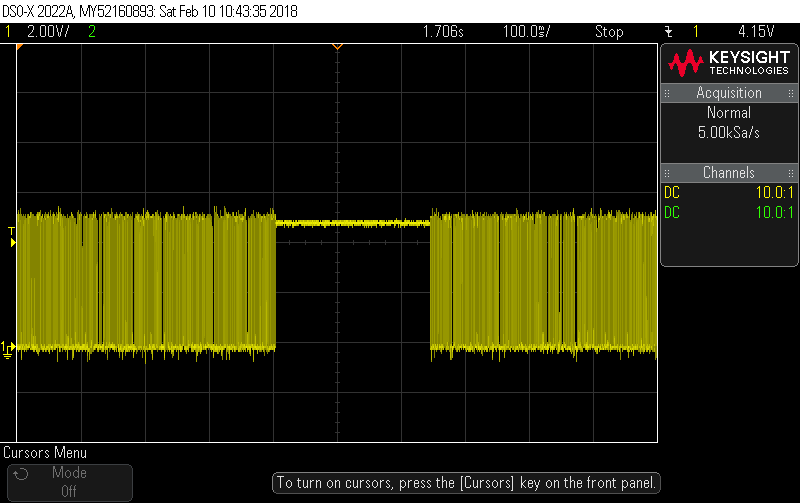 DSO-X 2022A, MY52160893: Sat Feb 10 10:43:35 2018
1 2.00V/ 2 1.706s 100.0ms/ Stop 1 4.15V
KEYSIGHT
TECHNOLOGIES
Acquisition
Normal
5.00kSa/s
Channels
DC 10.0:1
DC 10.0:1
T
1
Cursors Menu
Mode
Off
To turn on cursors, press the [Cursors] key on the front panel.